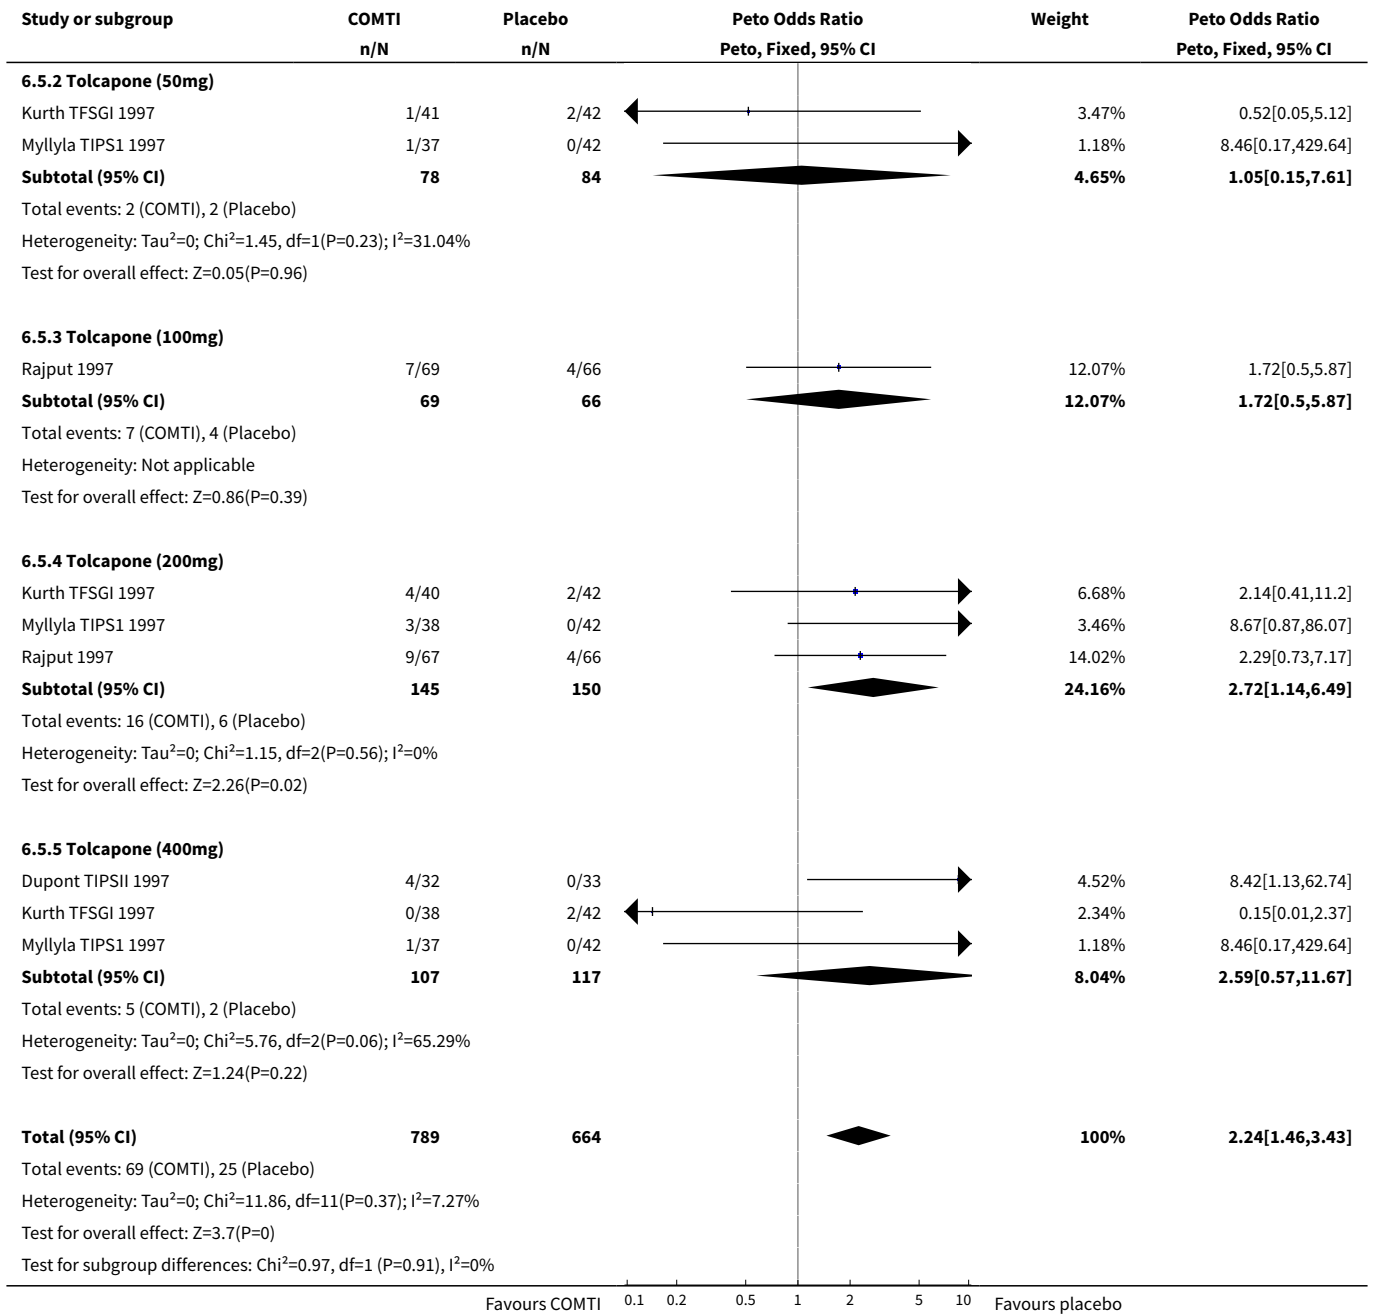 Study or subgroup COMTI Placebo Peto Odds Ratio Weight Peto Odds Ratio
n/N n/N Peto, Fixed, 95% CI Peto, Fixed, 95% CI
6.5.2 Tolcapone (50mg)
Kurth TFSGI 1997 1/41 2/42 3.47% 0.52[0.05,5.12]
Myllyla TIPS1 1997 1/37 0/42 1.18% 8.46[0.17,429.64]
Subtotal (95% CI) 78 84 4.65% 1.05[0.15,7.61]
Total events: 2 (COMTI), 2 (Placebo)
Heterogeneity: Tau²=0; Chi²=1.45, df=1(P=0.23); I²=31.04%
Test for overall effect: Z=0.05(P=0.96)
6.5.3 Tolcapone (100mg)
Rajput 1997 7/69 4/66 12.07% 1.72[0.5,5.87]
Subtotal (95% CI) 69 66 12.07% 1.72[0.5,5.87]
Total events: 7 (COMTI), 4 (Placebo)
Heterogeneity: Not applicable
Test for overall effect: Z=0.86(P=0.39)
6.5.4 Tolcapone (200mg)
Kurth TFSGI 1997 4/40 2/42 6.68% 2.14[0.41,11.2]
Myllyla TIPS1 1997 3/38 0/42 3.46% 8.67[0.87,86.07]
Rajput 1997 9/67 4/66 14.02% 2.29[0.73,7.17]
Subtotal (95% CI) 145 150 24.16% 2.72[1.14,6.49]
Total events: 16 (COMTI), 6 (Placebo)
Heterogeneity: Tau²=0; Chi²=1.15, df=2(P=0.56); I²=0%
Test for overall effect: Z=2.26(P=0.02)
6.5.5 Tolcapone (400mg)
Dupont TIPSII 1997 4/32 0/33 4.52% 8.42[1.13,62.74]
Kurth TFSGI 1997 0/38 2/42 2.34% 0.15[0.01,2.37]
Myllyla TIPS1 1997 1/37 0/42 1.18% 8.46[0.17,429.64]
Subtotal (95% CI) 107 117 8.04% 2.59[0.57,11.67]
Total events: 5 (COMTI), 2 (Placebo)
Heterogeneity: Tau²=0; Chi²=5.76, df=2(P=0.06); I²=65.29%
Test for overall effect: Z=1.24(P=0.22)
Total (95% CI) 789 664 100% 2.24[1.46,3.43]
Total events: 69 (COMTI), 25 (Placebo)
Heterogeneity: Tau²=0; Chi²=11.86, df=11(P=0.37); I²=7.27%
Test for overall effect: Z=3.7(P=0)
Test for subgroup differences: Chi²=0.97, df=1 (P=0.91), I²=0%
Favours COMTI 0.1 0.2 0.5 1 2 5 10 Favours placebo